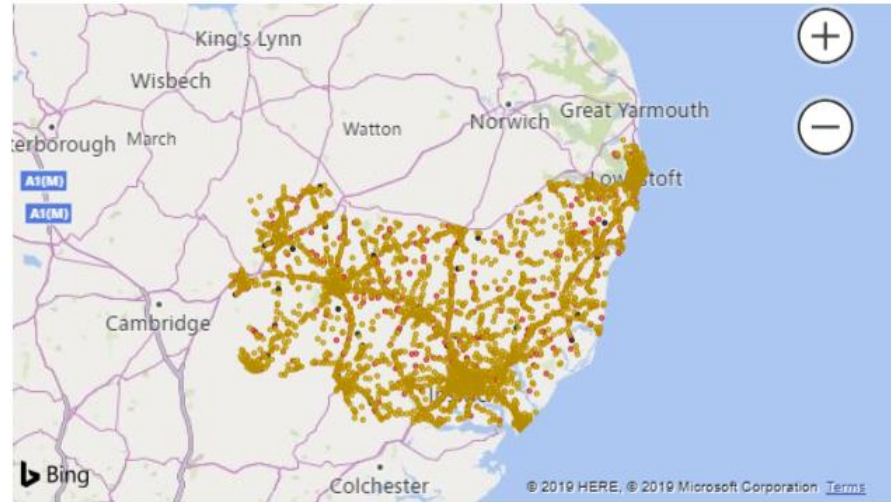 King's Lynn
Wisbech
Norwich
Great Yarmouth
Watton
terborough
March
A1(M)
Lowestoft
A1(M)
Cambridge
Colchester
Bing
© 2019 HERE, © 2019 Microsoft Corporation Terms